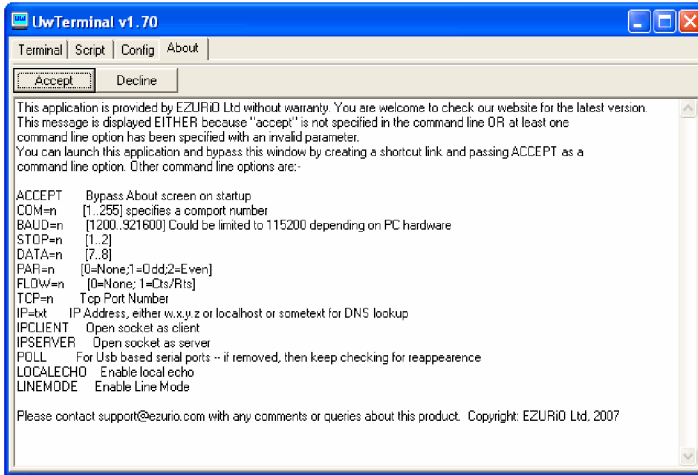 UwTerminal v1.70
Terminal Script Config About
Accept Decline
This application is provided by EZURiO Ltd without warranty. You are welcome to check our website for the latest version.
This message is displayed EITHER because "accept" is not specified in the command line OR at least one
command line option has been specified with an invalid parameter.
You can launch this application and bypass this window by creating a shortcut link and passing ACCEPT as a
command line option. Other command line options are:-
ACCEPT Bypass About screen on startup
COM=n [1..255] specifies a comport number
BAUD=n [1200..921600] Could be limited to 115200 depending on PC hardware
STOP=n [1..2]
DATA=n [7..8]
PAR=n [0=None;1=Odd;2=Even]
FLOW=n [0=None; 1=Cts/Rts]
TCP=n Tcp Port Number
IP=txt IP Address, either w.x.y.z or localhost or sometext for DNS lookup
IPCLIENT Open socket as client
IPSERVER Open socket as server
POLL For Usb based serial ports -- if removed, then keep checking for reappearence
LOCALECHO Enable local echo
LINEMODE Enable Line Mode
Please contact support@ezurio.com with any comments or queries about this product. Copyright: EZURiO Ltd, 2007